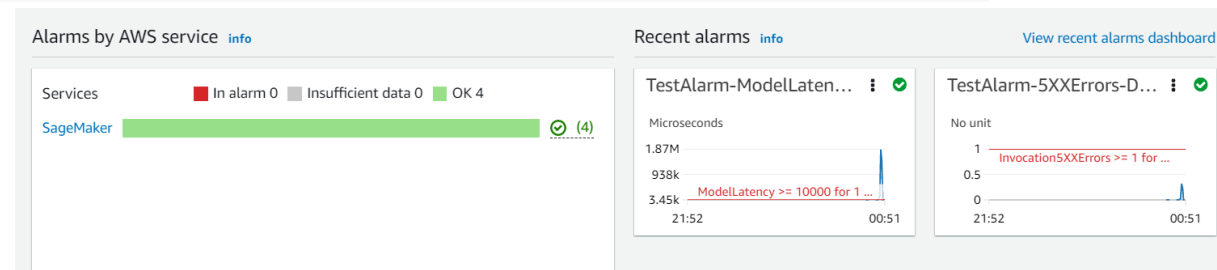 Alarms by AWS service info
Services
In alarm 0 Insufficient data 0 OK 4
SageMaker (4)
Recent alarms info
View recent alarms dashboard
TestAlarm-ModelLaten...
Microseconds
1.87M
938k
3.45k
ModelLatency >= 10000 for 1 ...
21:52 00:51
TestAlarm-5XXErrors-D...
No unit
1
0.5
0
Invocation5XXErrors >= 1 for ...
21:52 00:51